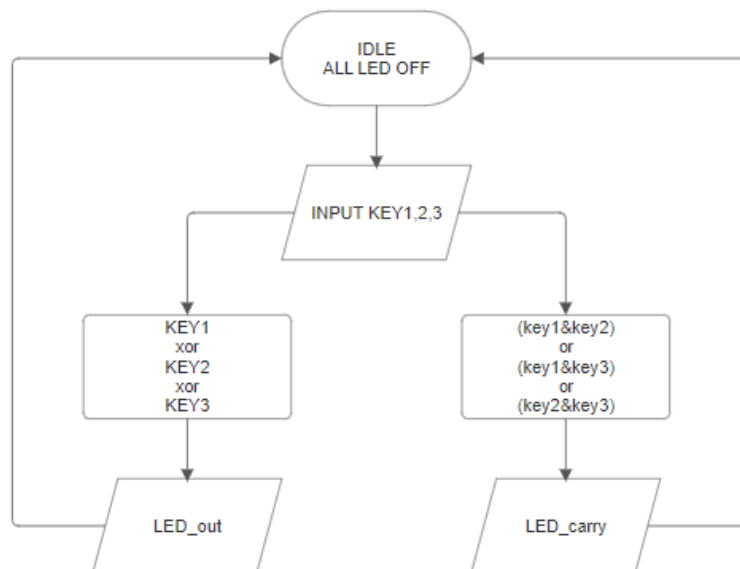 IDLE
ALL LED OFF
INPUT KEY1,2,3
KEY1
xor
KEY2
xor
KEY3
(key1&key2)
or
(key1&key3)
or
(key2&key3)
LED_out
LED_carry